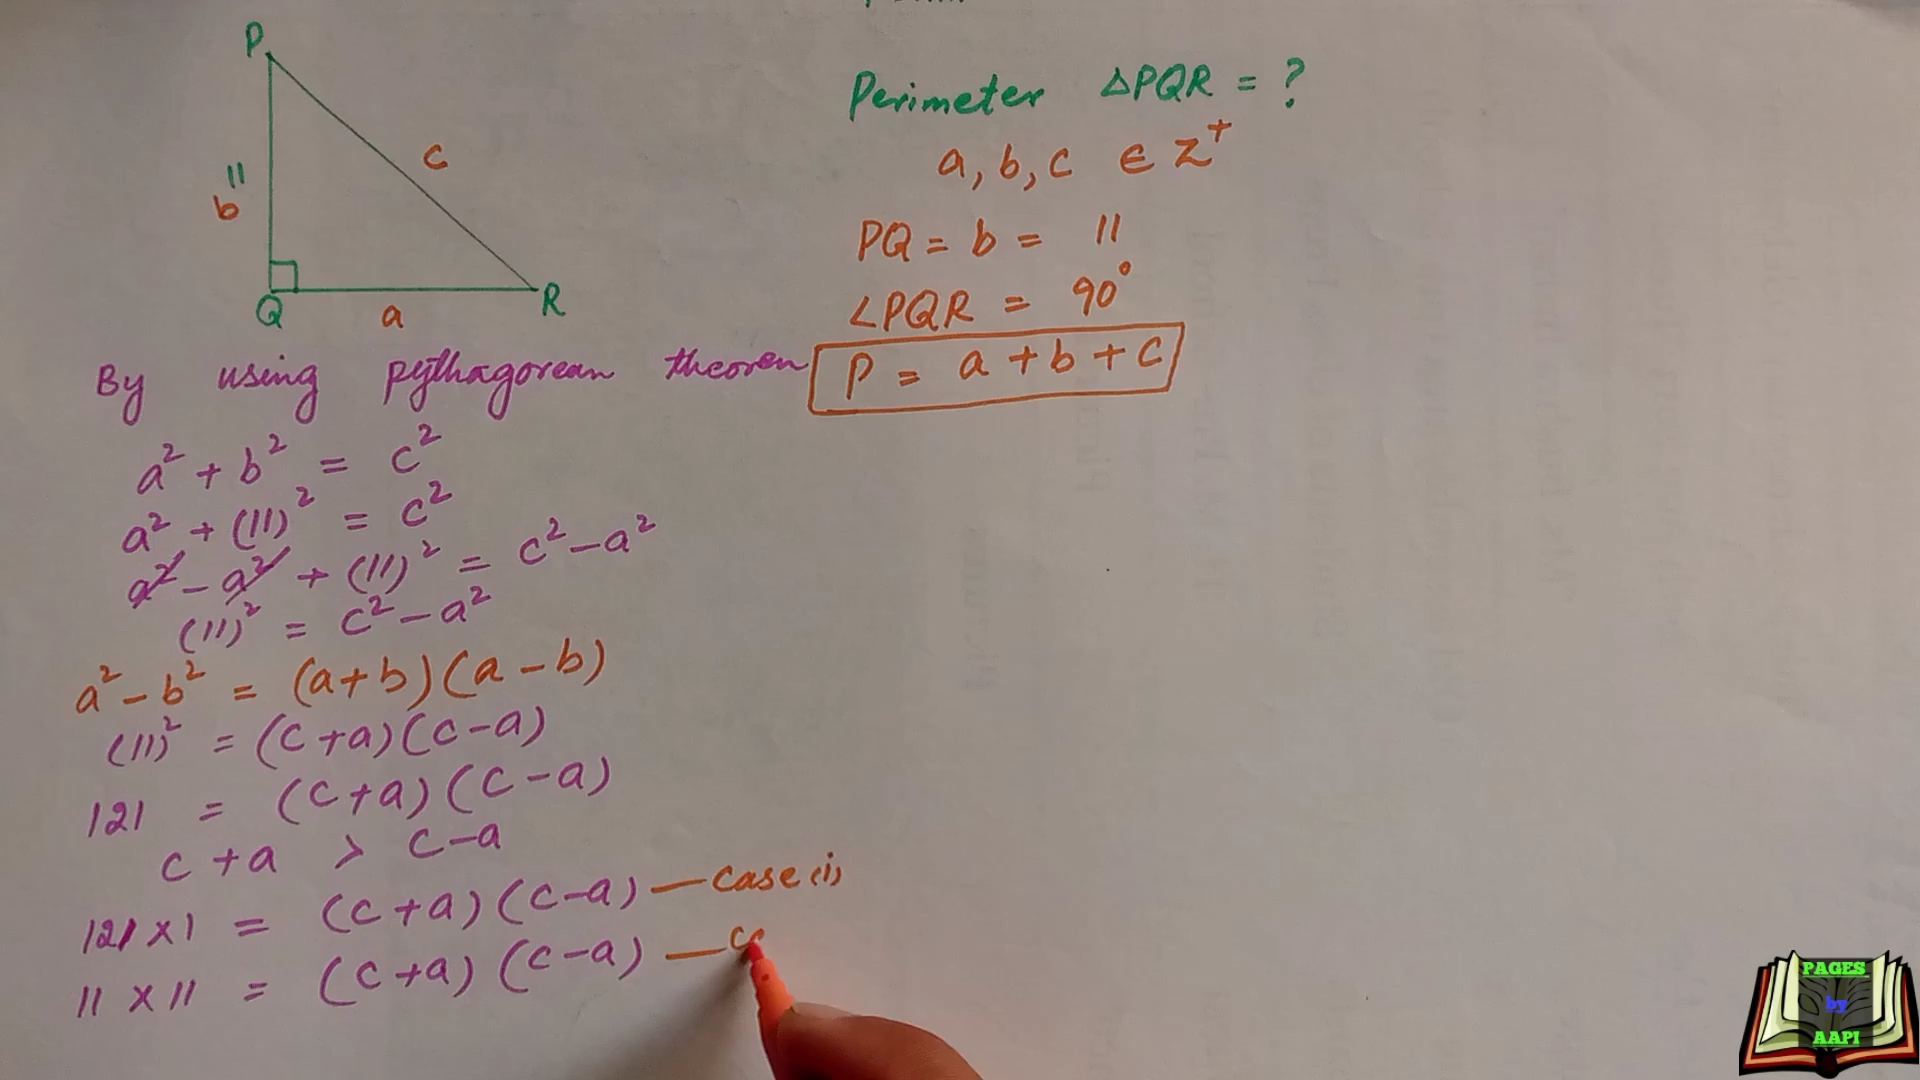 P
c
11
b
Q
a
R
Perimeter ΔPQR = ?
a, b, c ∈ Z⁺
PQ = b = 11
∠PQR = 90°
P = a + b + c
By using pythagorean theorem
a² + b² = c²
a² + (11)² = c²
a² - a² + (11)² = c² - a²
(11)² = c² - a²
a² - b² = (a+b)(a-b)
(11)² = (c+a)(c-a)
121 = (c+a)(c-a)
c+a > c-a
121 × 1 = (c+a)(c-a) — Case (i)
11 × 11 = (c+a)(c-a) — C
PAGES
by
AAPI